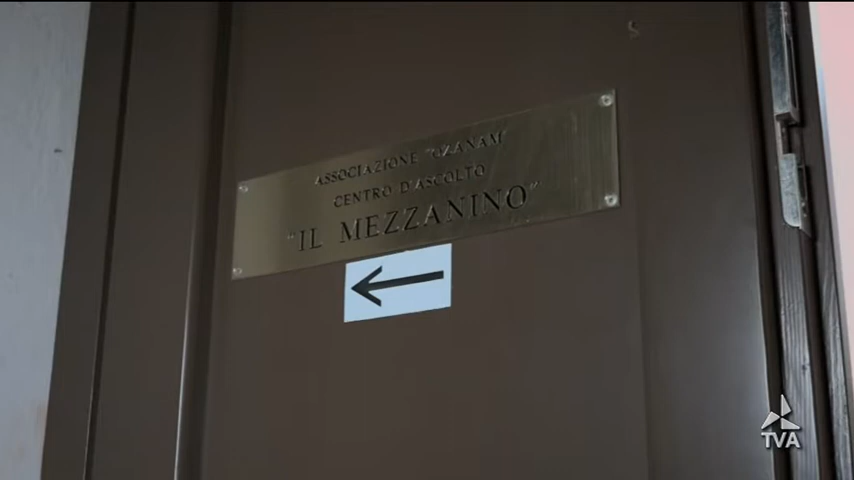 ASSOCIAZIONE "OZANAM"
CENTRO D'ASCOLTO
"IL MEZZANINO"
TVA